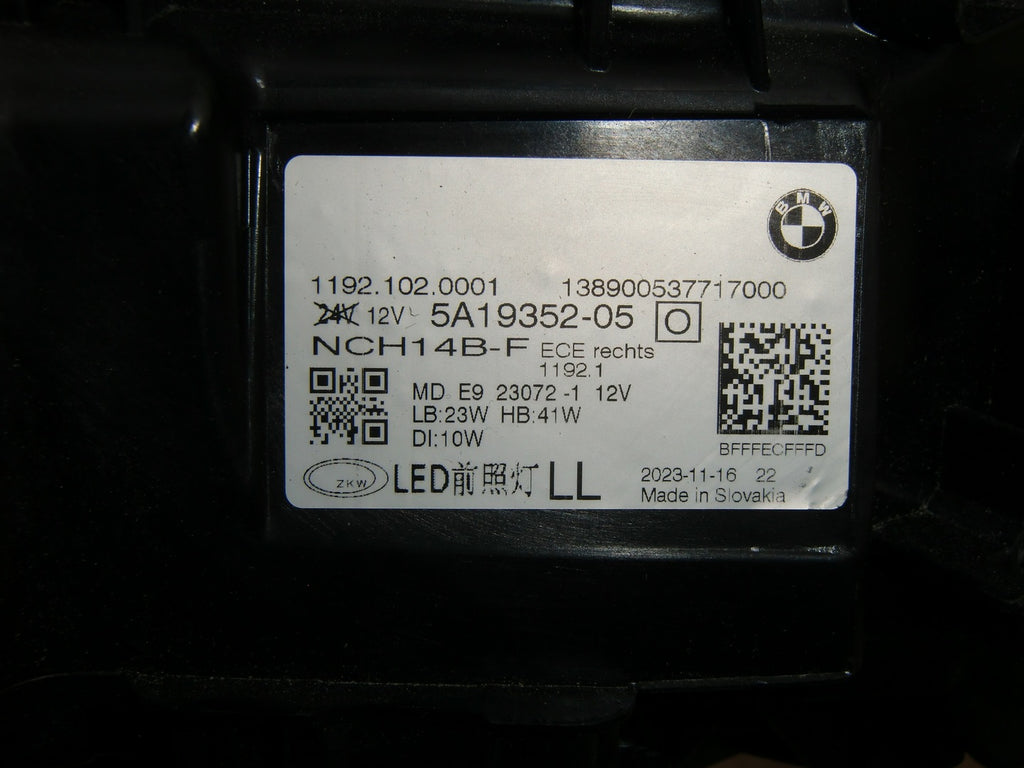 BMW
1192.102.0001 138900537717000
24V 12V 5A19352-05 O
NCH14B-F ECE rechts
1192.1
MD E9 23072 -1 12V
LB:23W HB:41W
DI:10W
BFFFECFFFD
ZKW LED前照灯 LL 2023-11-16 22
Made in Slovakia